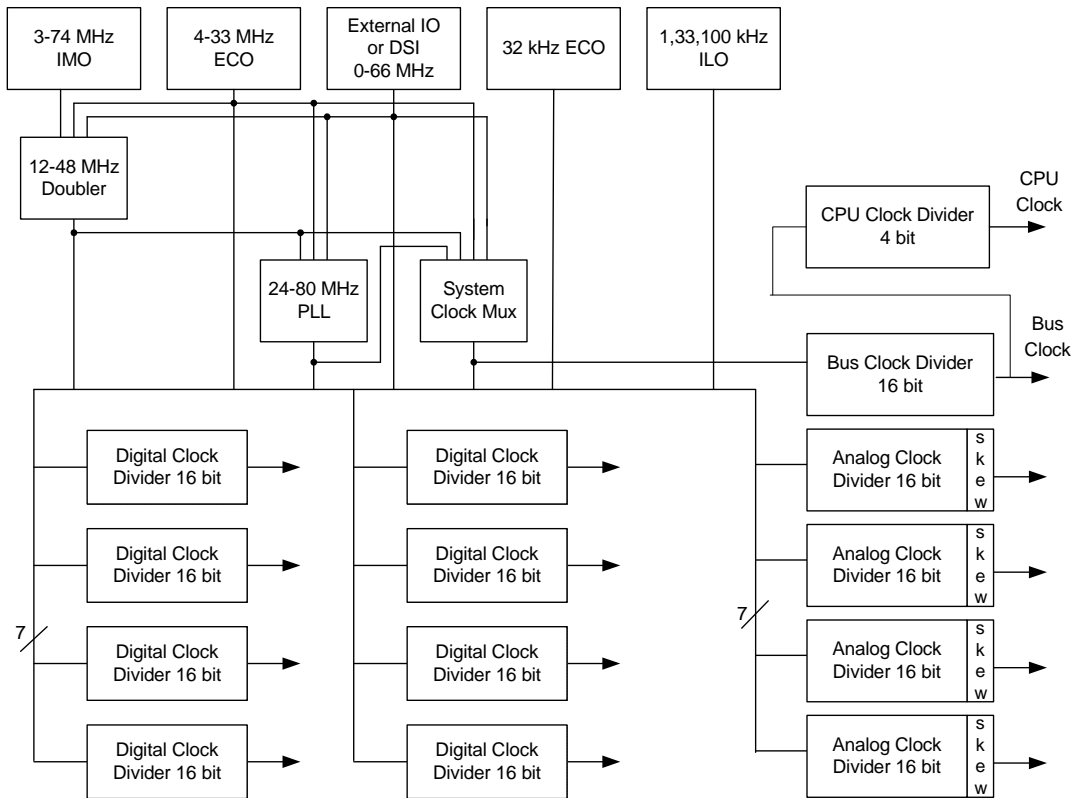 3-74 MHz
IMO
4-33 MHz
ECO
External IO
or DSI
0-66 MHz
32 kHz ECO
1,33,100 kHz
ILO
12-48 MHz
Doubler
24-80 MHz
PLL
System
Clock Mux
CPU Clock Divider
4 bit
CPU
Clock
Bus Clock Divider
16 bit
Bus
Clock
Digital Clock
Divider 16 bit
Digital Clock
Divider 16 bit
Analog Clock
Divider 16 bit
s
k
e
w
Digital Clock
Divider 16 bit
Digital Clock
Divider 16 bit
Analog Clock
Divider 16 bit
s
k
e
w
7
7
Digital Clock
Divider 16 bit
Digital Clock
Divider 16 bit
Analog Clock
Divider 16 bit
s
k
e
w
Digital Clock
Divider 16 bit
Digital Clock
Divider 16 bit
Analog Clock
Divider 16 bit
s
k
e
w